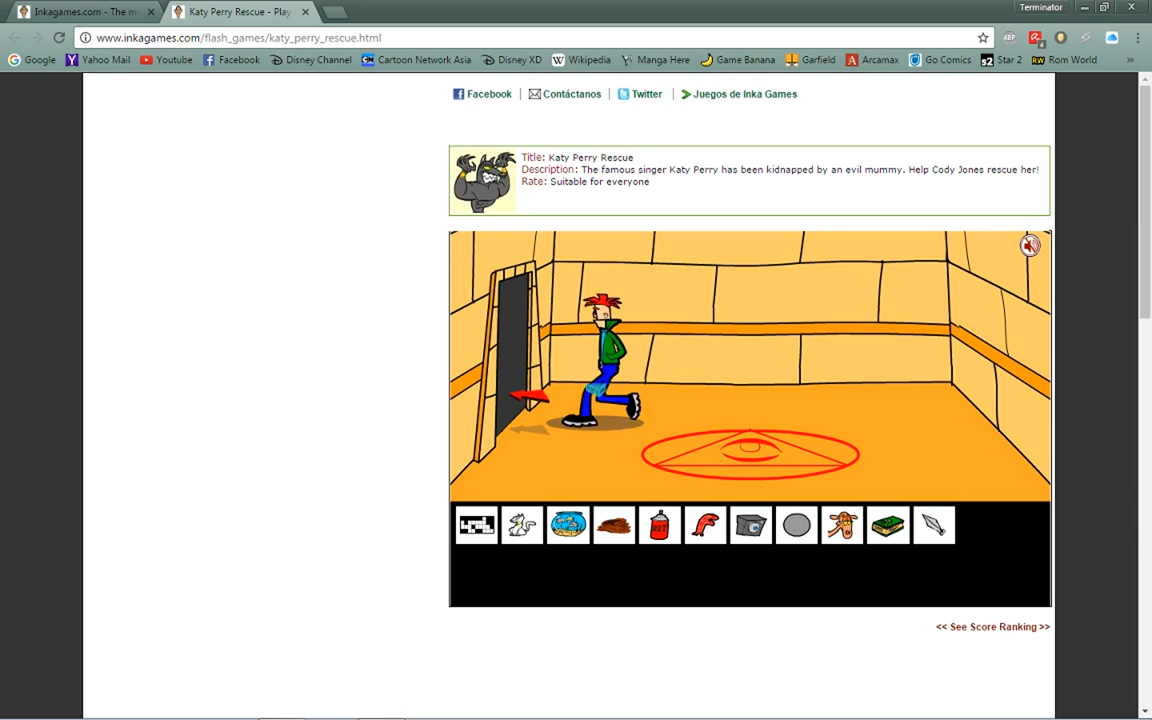 Inkagames.com - The m
Katy Perry Rescue - Play
Terminator
www.inkagames.com/flash_games/katy_perry_rescue.html
ABP
4
Google
Yahoo Mail
Youtube
Facebook
Disney Channel
Cartoon Network Asia
Disney XD
Wikipedia
Manga Here
Game Banana
Garfield
Arcamax
Go Comics
Star 2
Rom World
Facebook | Contáctanos | Twitter | Juegos de Inka Games
Title: Katy Perry Rescue
Description: The famous singer Katy Perry has been kidnapped by an evil mummy. Help Cody Jones rescue her!
Rate: Suitable for everyone
<< See Score Ranking >>